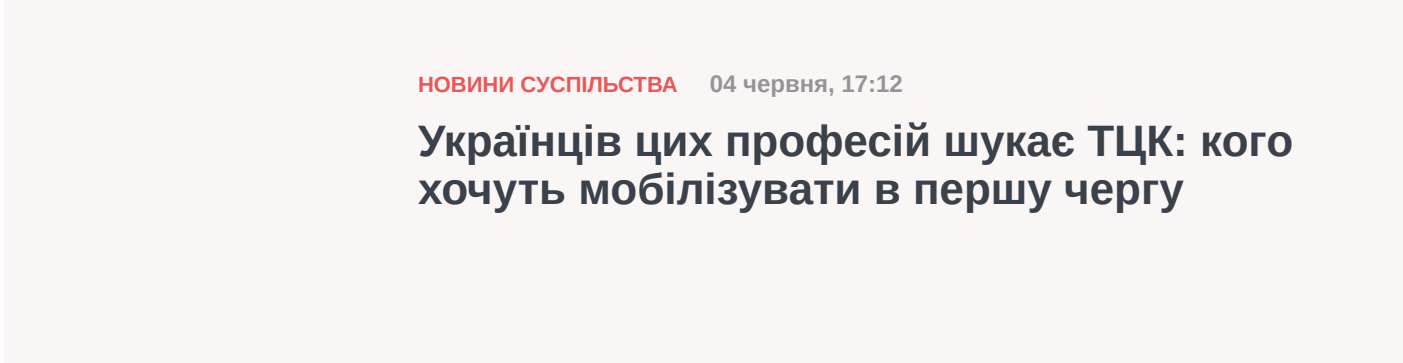 НОВИНИ СУСПІЛЬСТВА 04 червня, 17:12
Українців цих професій шукає ТЦК: кого
хочуть мобілізувати в першу чергу